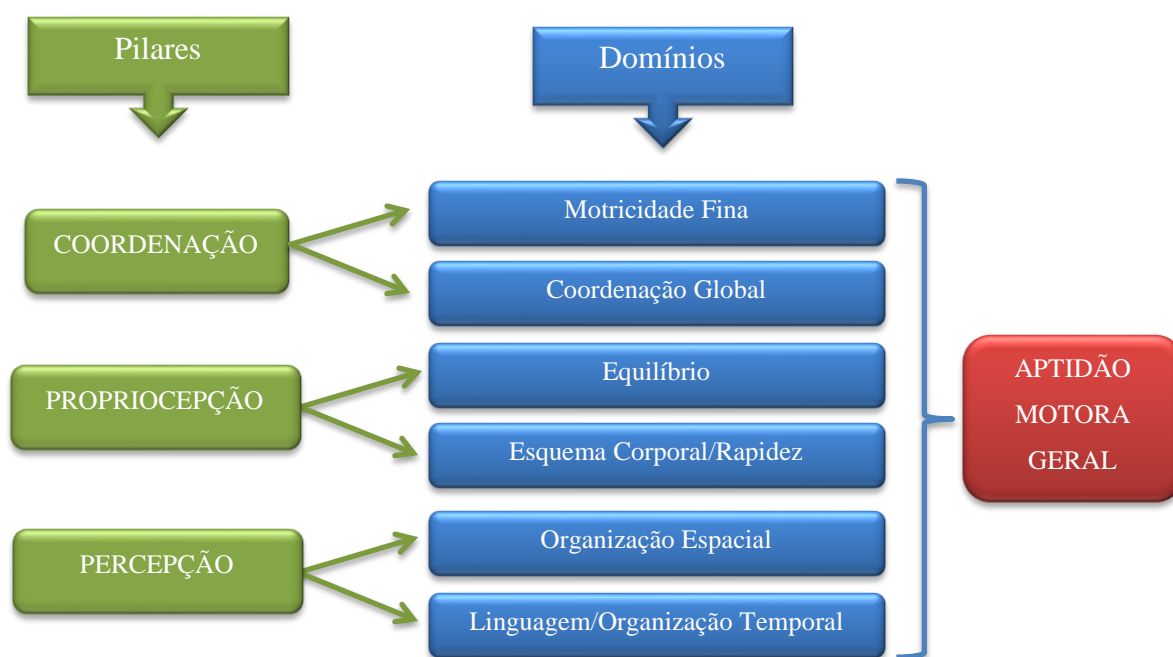 Pilares
Domínios
COORDENAÇÃO
Motricidade Fina
Coordenação Global
PROPRIOCEPÇÃO
Equilíbrio
Esquema Corporal/Rapidez
PERCEPÇÃO
Organização Espacial
Linguagem/Organização Temporal
APTIDÃO
MOTORA
GERAL